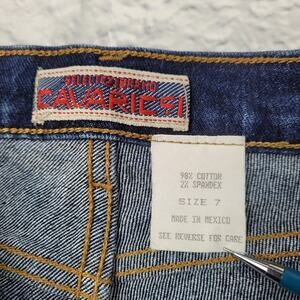 CAVARICCI
98% COTTON
2% SPANDEX
SIZE 7
MADE IN MEXICO
SEE REVERSE FOR CARE